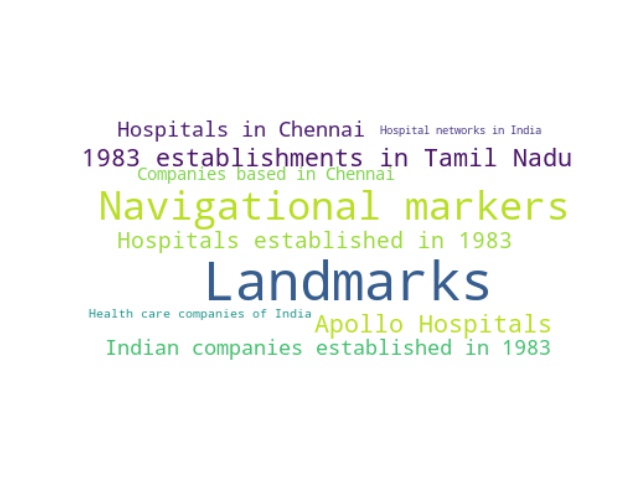 Hospitals in Chennai
Hospital networks in India
1983 establishments in Tamil Nadu
Companies based in Chennai
Navigational markers
Hospitals established in 1983
Landmarks
Health care companies of India
Apollo Hospitals
Indian companies established in 1983